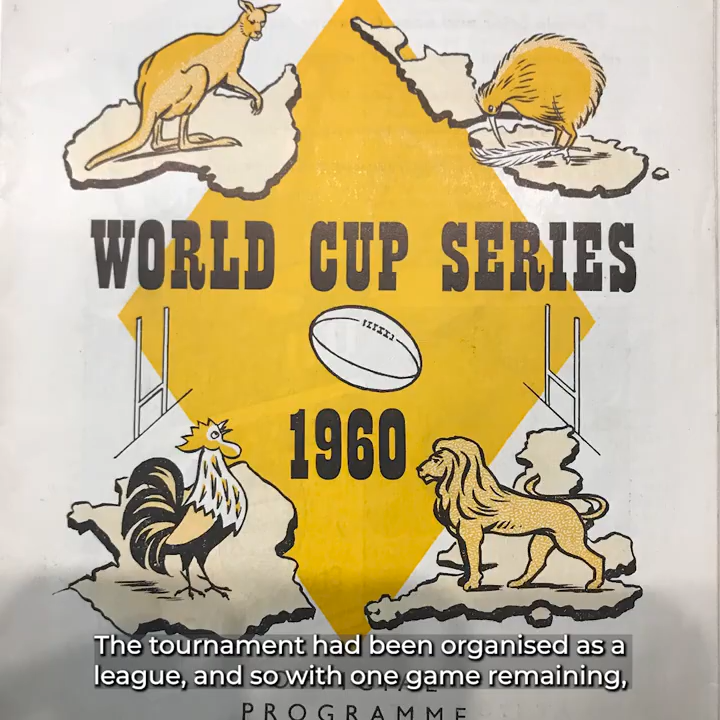 WORLD CUP SERIES
1960
The tournament had been organised as a
league, and so with one game remaining,
PROGRAMME